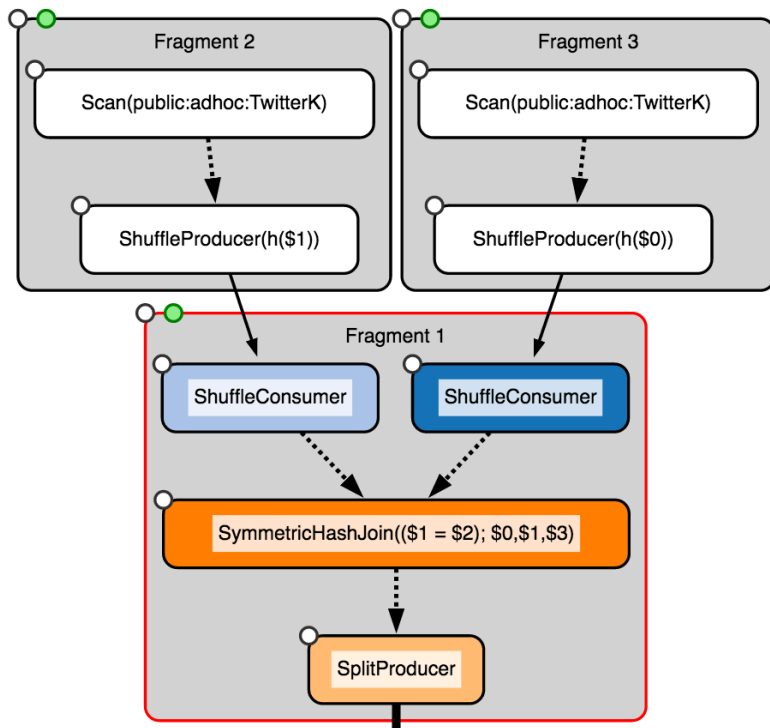 Fragment 2
Scan(public:adhoc:TwitterK)
ShuffleProducer(h($1))
Fragment 3
Scan(public:adhoc:TwitterK)
ShuffleProducer(h($0))
Fragment 1
ShuffleConsumer
ShuffleConsumer
SymmetricHashJoin(($1 = $2); $0,$1,$3)
SplitProducer